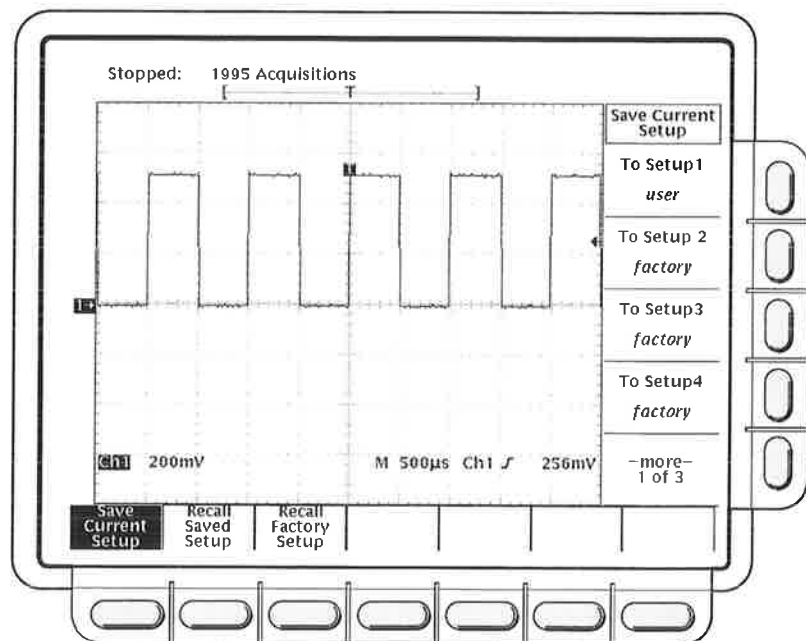 Stopped: 1995 Acquisitions
Save Current
Setup
To Setup1
user
To Setup 2
factory
To Setup3
factory
To Setup4
factory
–more–
1 of 3
Ch1 200mV M 500µs Ch1 256mV
Save
Current
Setup
Recall
Saved
Setup
Recall
Factory
Setup